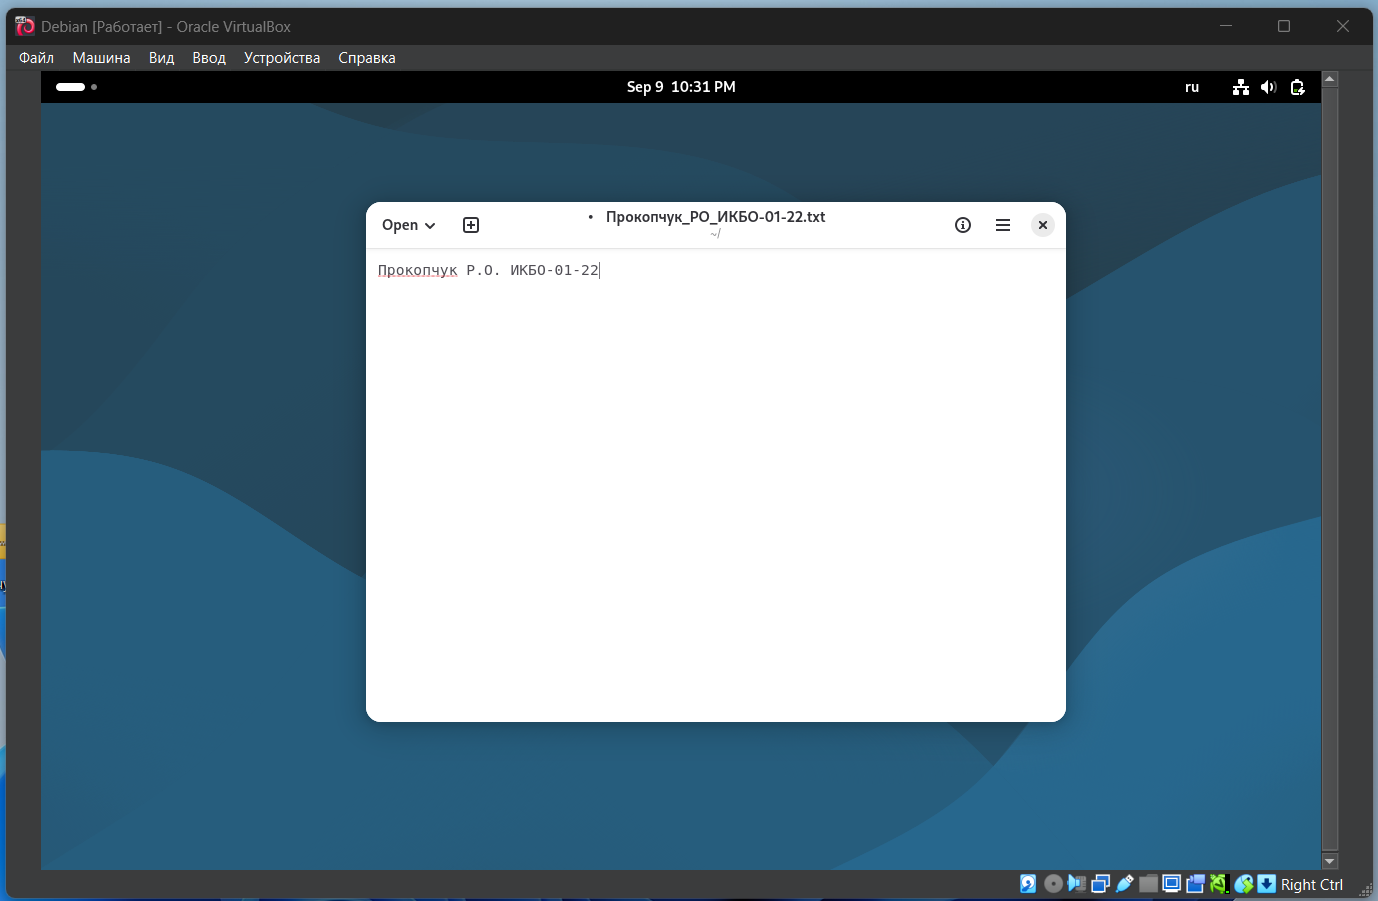 Debian [Работает] - Oracle VirtualBox
Файл Машина Вид Ввод Устройства Справка
Sep 9 10:31 PM
ru
Open
• Прокопчук_РО_ИКБО-01-22.txt
~/
Прокопчук Р.О. ИКБО-01-22
Right Ctrl